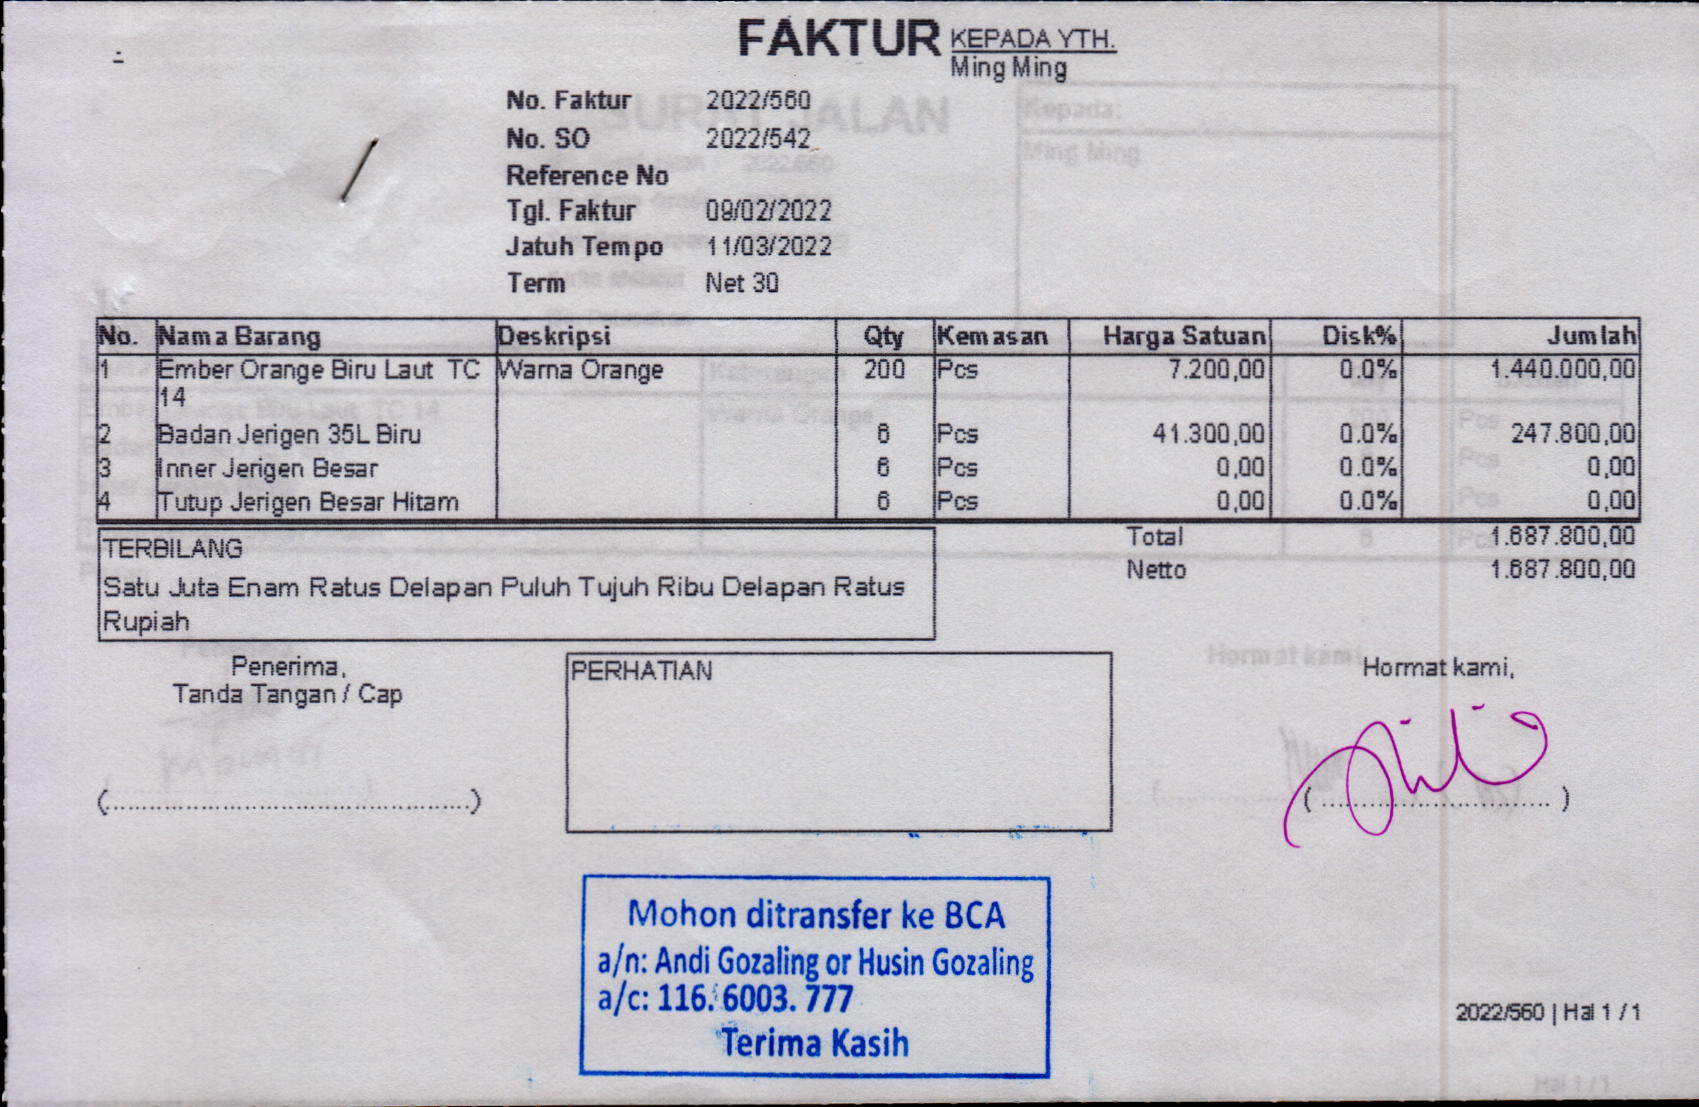 FAKTUR KEPADA YTH.
Ming Ming
No. Faktur 2022/560
No. SO 2022/542
Reference No
Tgl. Faktur 09/02/2022
Jatuh Tempo 11/03/2022
Term Net 30
No. Nama Barang Deskripsi Qty Kemasan Harga Satuan Disk% Jumlah
1 Ember Orange Biru Laut TC Warna Orange 200 Pcs 7.200,00 0.0% 1.440.000,00
14
2 Badan Jerigen 35L Biru 6 Pcs 41.300,00 0.0% 247.800,00
3 Inner Jerigen Besar 6 Pcs 0,00 0.0% 0,00
4 Tutup Jerigen Besar Hitam 6 Pcs 0,00 0.0% 0,00
Total 1.687.800,00
Netto 1.687.800,00
TERBILANG
Satu Juta Enam Ratus Delapan Puluh Tujuh Ribu Delapan Ratus
Rupiah
Penerima,
Tanda Tangan / Cap
(..........................................................)
PERHATIAN
Hormat kami,
(....................................)
Mohon ditransfer ke BCA
a/n: Andi Gozaling or Husin Gozaling
a/c: 116. 6003. 777
Terima Kasih
2022/560 | Hal 1 / 1